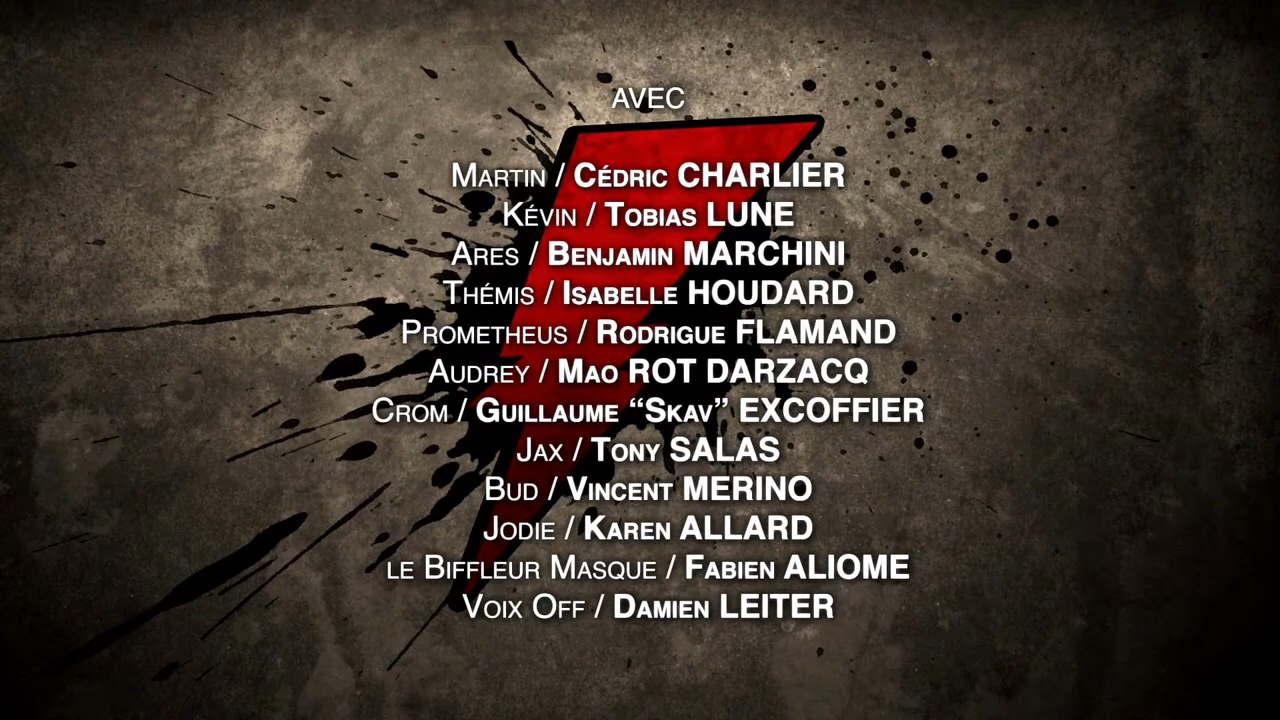 AVEC
Martin / Cédric CHARLIER
Kévin / Tobias LUNE
Ares / Benjamin MARCHINI
Thémis / Isabelle HOUDARD
Prometheus / Rodrigue FLAMAND
Audrey / Mao ROT DARZACQ
Crom / Guillaume “Skav” EXCOFFIER
Jax / Tony SALAS
Bud / Vincent MERINO
Jodie / Karen ALLARD
le Biffleur Masque / Fabien ALIOME
Voix Off / Damien LEITER